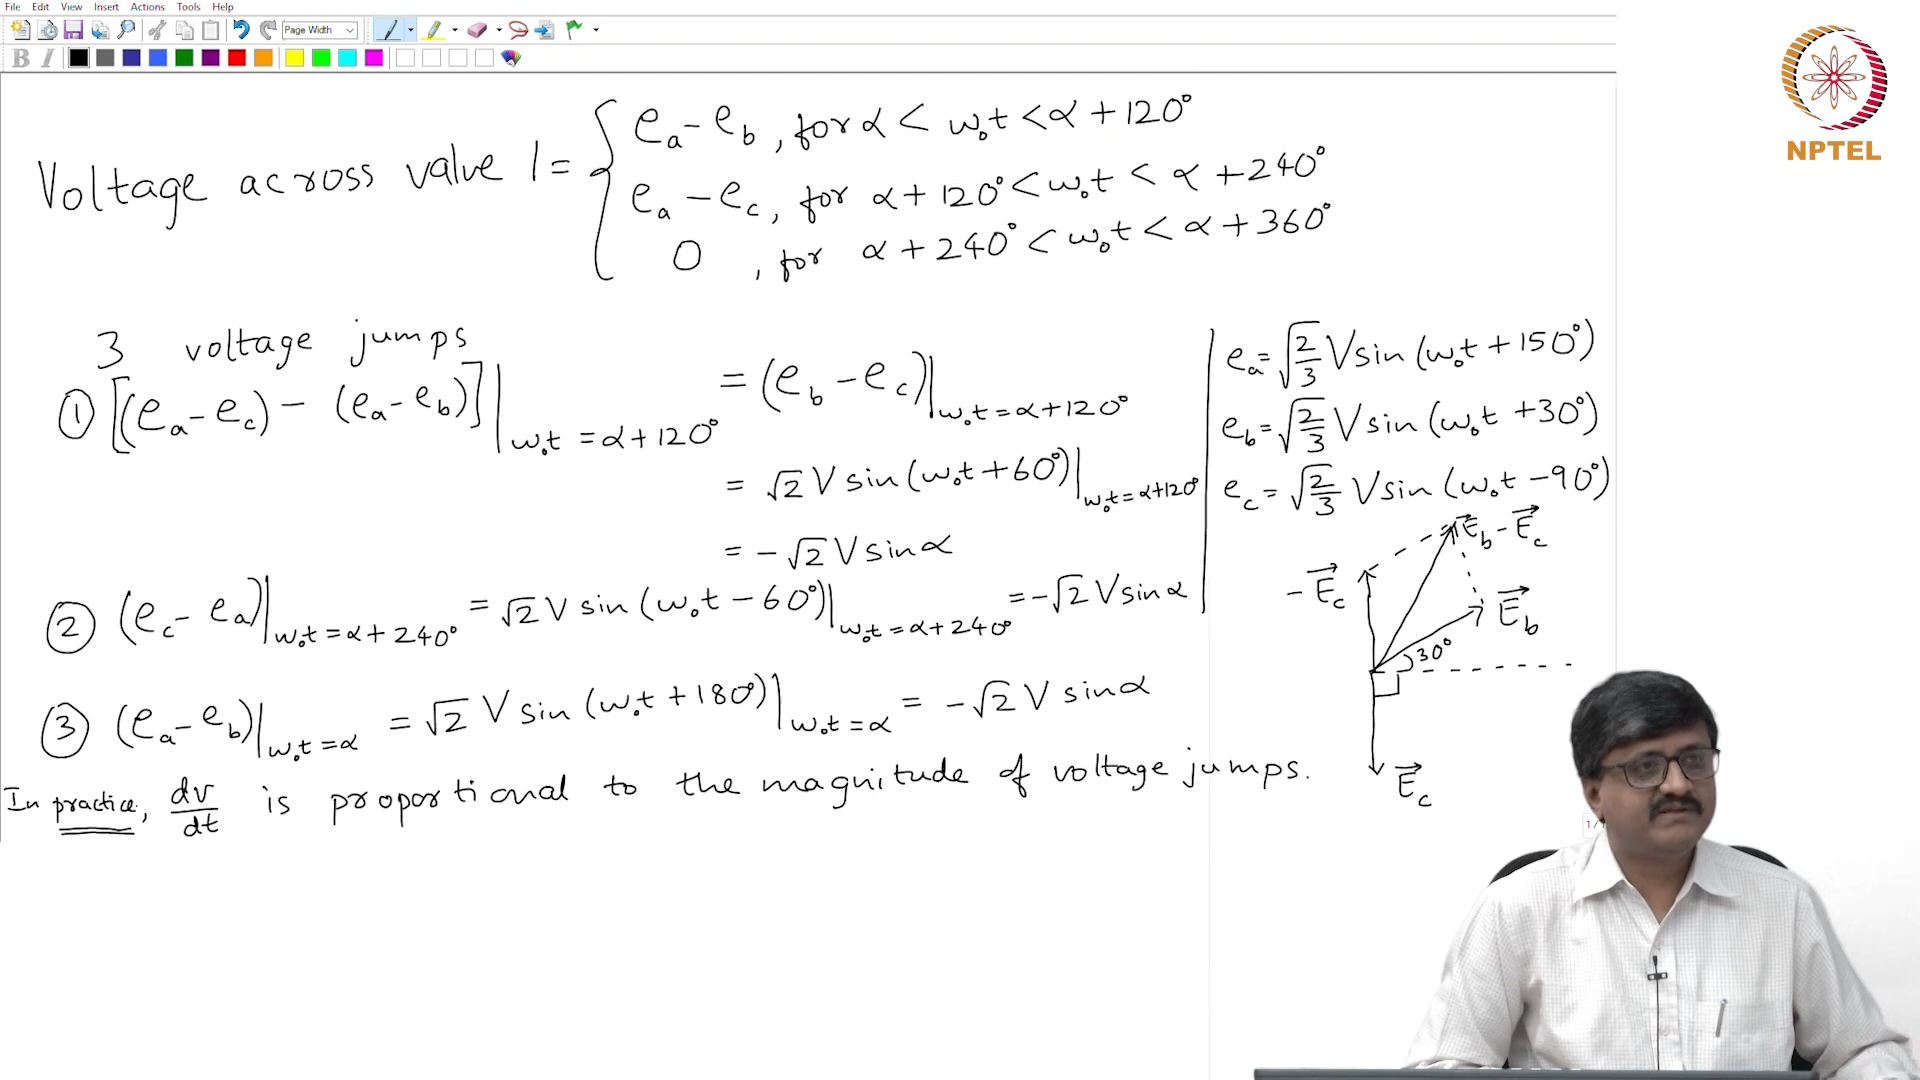 File Edit View Insert Actions Tools Help
Page Width
B I
NPTEL
Voltage across valve 1 = { e_a - e_b, for α < ω₀t < α + 120°
e_a - e_c, for α + 120° < ω₀t < α + 240°
0, for α + 240° < ω₀t < α + 360°
3 voltage jumps
① [(e_a - e_c) - (e_a - e_b)]|ω₀t = α + 120° = (e_b - e_c)|ω₀t = α + 120°
= √2 V sin(ω₀t + 60°)|ω₀t = α + 120°
= - √2 V sin α
② (e_c - e_a)|ω₀t = α + 240° = √2 V sin(ω₀t - 60°)|ω₀t = α + 240° = - √2 V sin α
③ (e_a - e_b)|ω₀t = α = √2 V sin(ω₀t + 180°)|ω₀t = α = - √2 V sin α
In practice, dv/dt is proportional to the magnitude of voltage jumps.
e_a = √(2/3) V sin(ω₀t + 150°)
e_b = √(2/3) V sin(ω₀t + 30°)
e_c = √(2/3) V sin(ω₀t - 90°)
E⃗_b - E⃗_c
- E⃗_c
E⃗_b
30°
E⃗_c